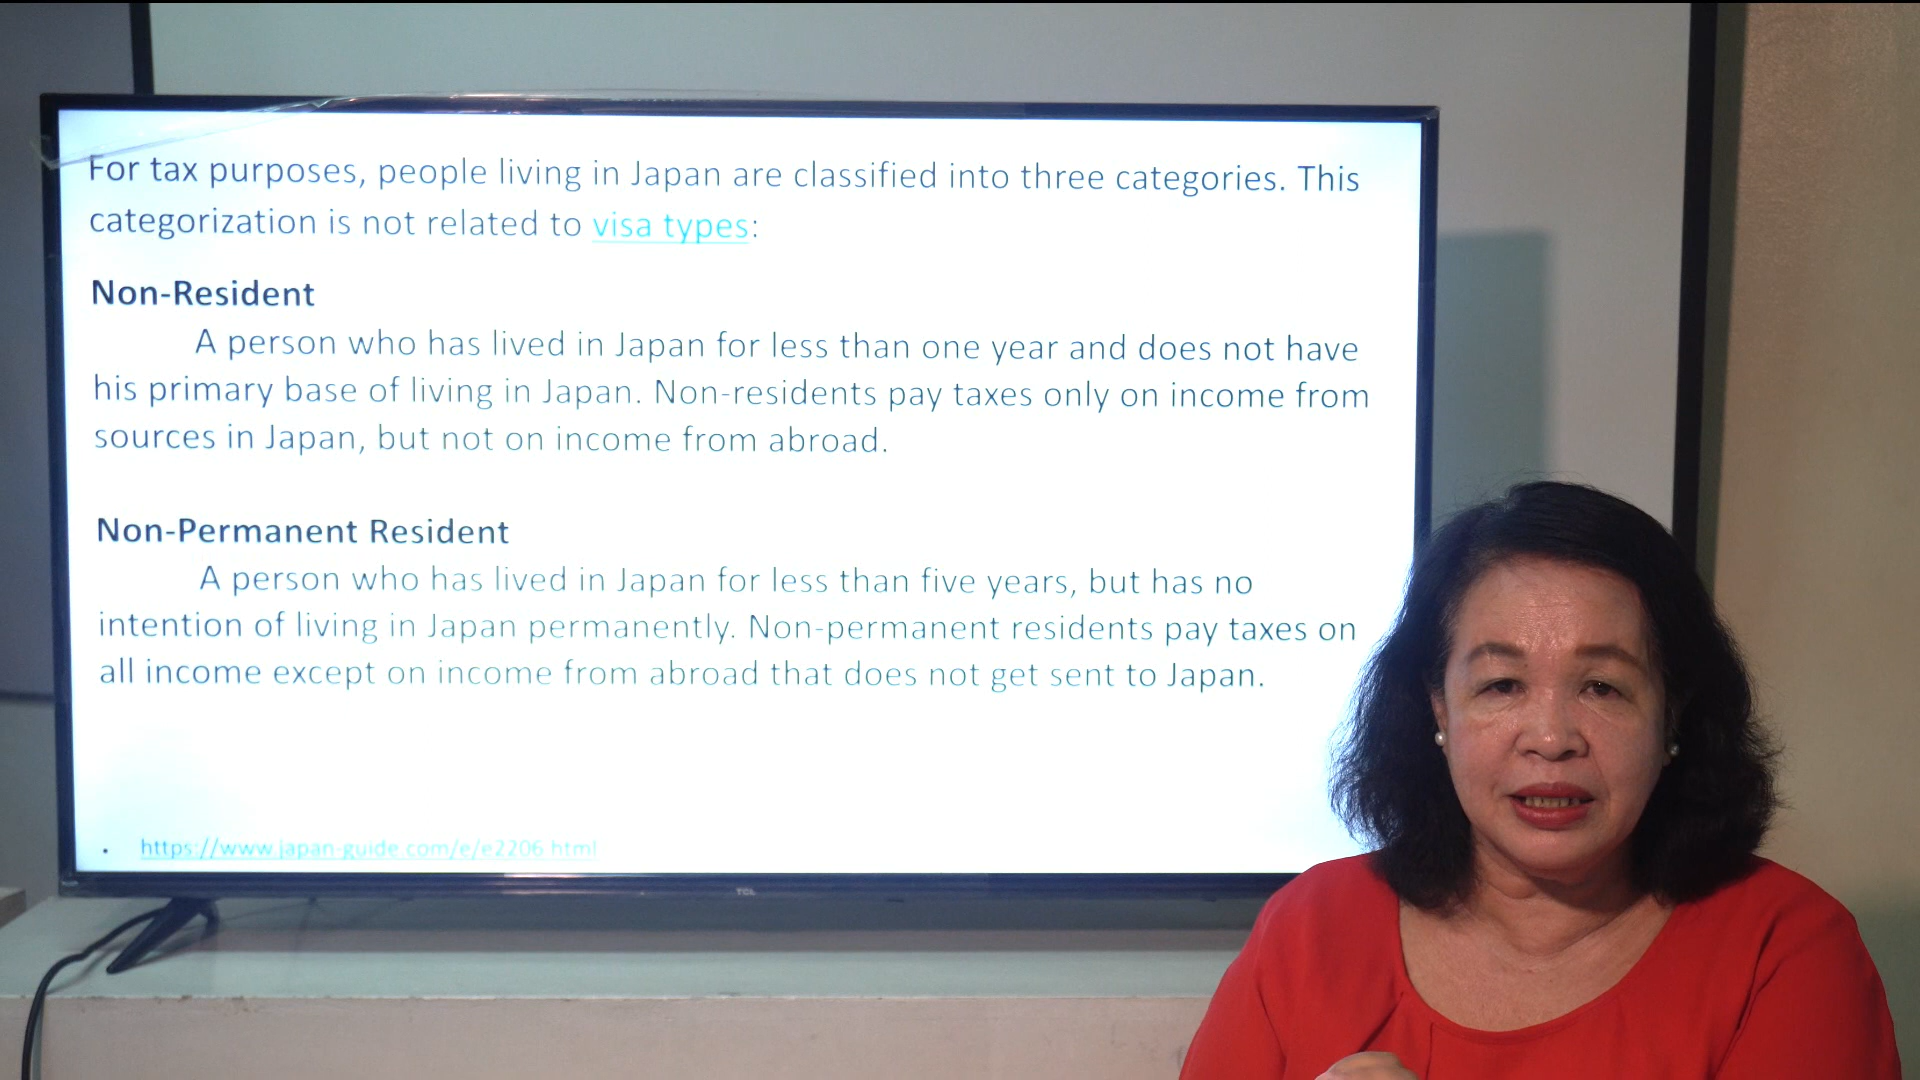 For tax purposes, people living in Japan are classified into three categories. This
categorization is not related to visa types:
Non-Resident
A person who has lived in Japan for less than one year and does not have
his primary base of living in Japan. Non-residents pay taxes only on income from
sources in Japan, but not on income from abroad.
Non-Permanent Resident
A person who has lived in Japan for less than five years, but has no
intention of living in Japan permanently. Non-permanent residents pay taxes on
all income except on income from abroad that does not get sent to Japan.
• https://www.japan-guide.com/e/e2206.html
TCL